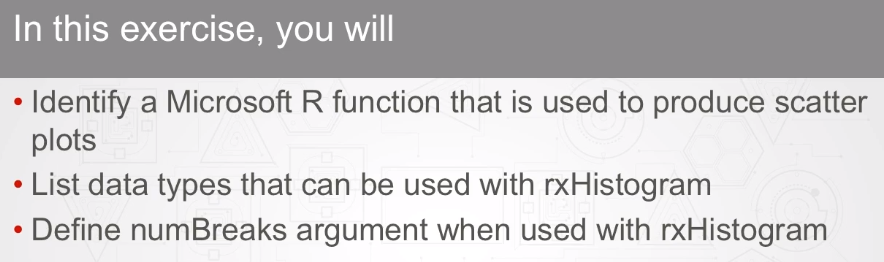 In this exercise, you will
• Identify a Microsoft R function that is used to produce scatter
plots
• List data types that can be used with rxHistogram
• Define numBreaks argument when used with rxHistogram